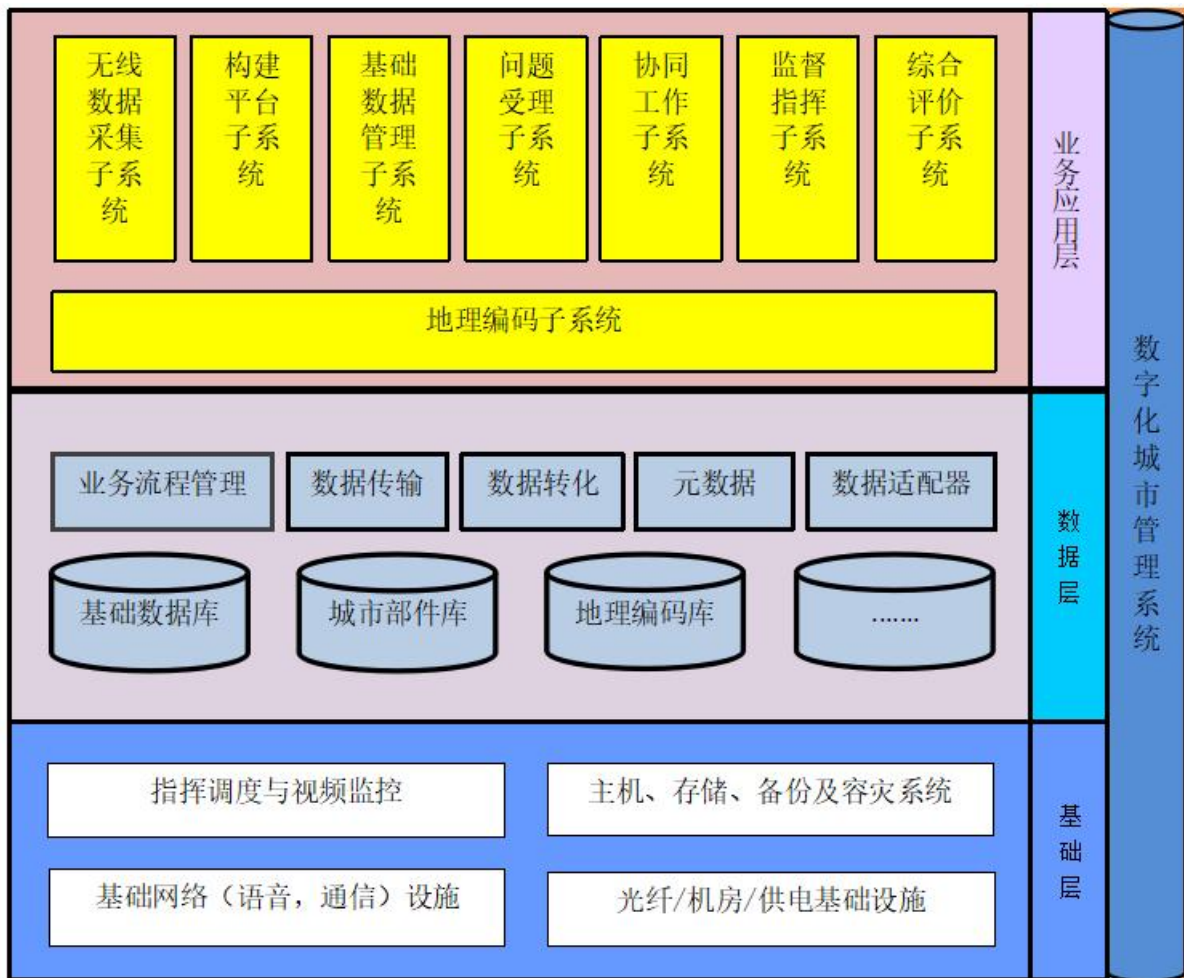 无线
数据
采集
子系
统
构建
平台
子系
统
基础
数据
管理
子系
统
问题
受理
子系
统
协同
工作
子系
统
监督
指挥
子系
统
综合
评价
子系
统
地理编码子系统
业务应用层
业务流程管理
数据传输
数据转化
元数据
数据适配器
基础数据库
城市部件库
地理编码库
……
数据层
指挥调度与视频监控
主机、存储、备份及容灾系统
基础网络（语音，通信）设施
光纤/机房/供电基础设施
基础层
数字化城市管理系统